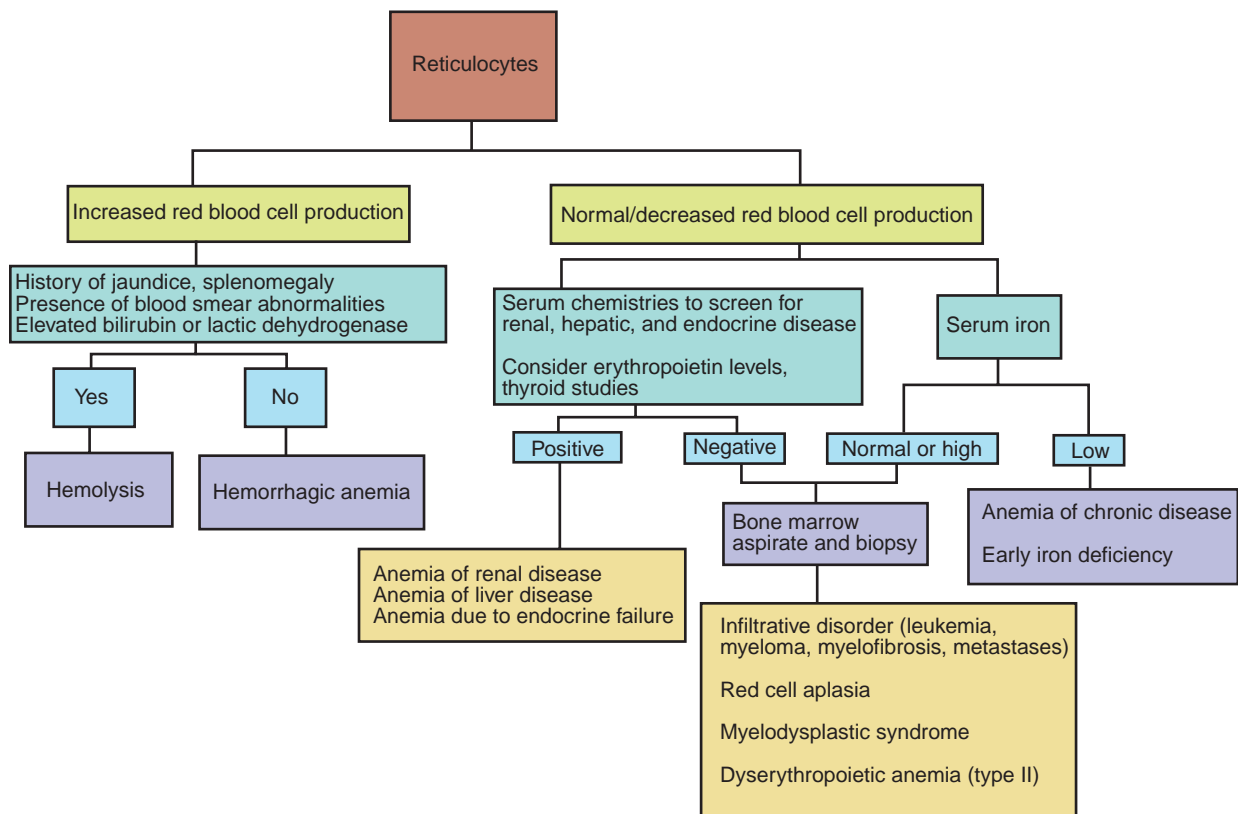 Reticulocytes
Increased red blood cell production
Normal/decreased red blood cell production
History of jaundice, splenomegaly
Presence of blood smear abnormalities
Elevated bilirubin or lactic dehydrogenase
Serum chemistries to screen for
renal, hepatic, and endocrine disease
Consider erythropoietin levels,
thyroid studies
Serum iron
Yes
No
Positive
Negative
Normal or high
Low
Hemolysis
Hemorrhagic anemia
Bone marrow
aspirate and biopsy
Anemia of chronic disease
Early iron deficiency
Anemia of renal disease
Anemia of liver disease
Anemia due to endocrine failure
Infiltrative disorder (leukemia,
myeloma, myelofibrosis, metastases)
Red cell aplasia
Myelodysplastic syndrome
Dyserythropoietic anemia (type II)